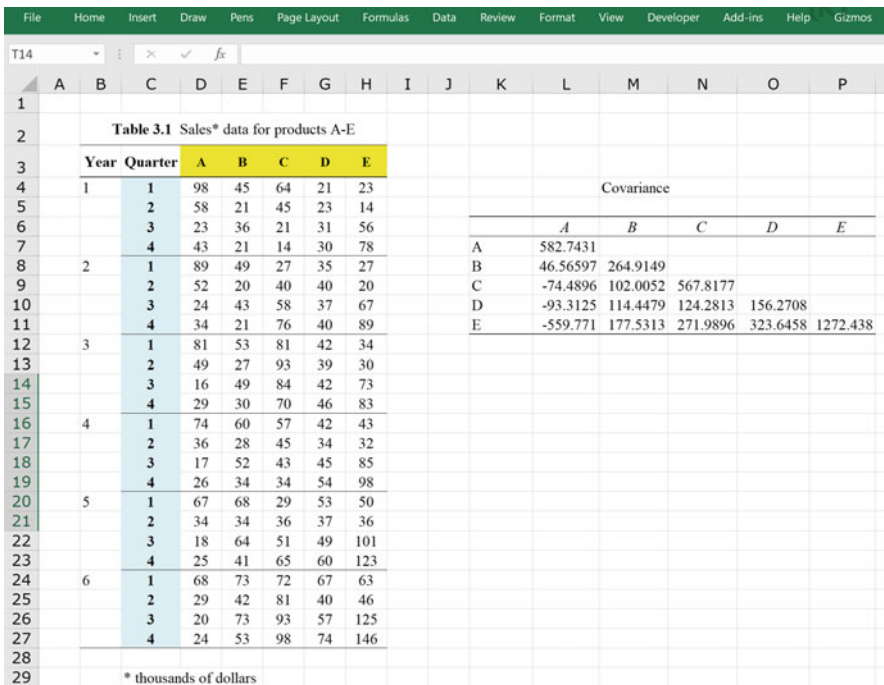 File Home Insert Draw Pens Page Layout Formulas Data Review Format View Developer Add-ins Help Gizmos
T14 fx
A B C D E F G H I J K L M N O P
1
2 Table 3.1 Sales* data for products A-E
3 Year Quarter A B C D E
4 1 1 98 45 64 21 23 Covariance
5 2 58 21 45 23 14
6 3 23 36 21 31 56 A B C D E
7 4 43 21 14 30 78 A 582.7431
8 2 1 89 49 27 35 27 B 46.56597 264.9149
9 2 52 20 40 40 20 C -74.4896 102.0052 567.8177
10 3 24 43 58 37 67 D -93.3125 114.4479 124.2813 156.2708
11 4 34 21 76 40 89 E -559.771 177.5313 271.9896 323.6458 1272.438
12 3 1 81 53 81 42 34
13 2 49 27 93 39 30
14 3 16 49 84 42 73
15 4 29 30 70 46 83
16 4 1 74 60 57 42 43
17 2 36 28 45 34 32
18 3 17 52 43 45 85
19 4 26 34 34 54 98
20 5 1 67 68 29 53 50
21 2 34 34 36 37 36
22 3 18 64 51 49 101
23 4 25 41 65 60 123
24 6 1 68 73 72 67 63
25 2 29 42 81 40 46
26 3 20 73 93 57 125
27 4 24 53 98 74 146
28
29 * thousands of dollars